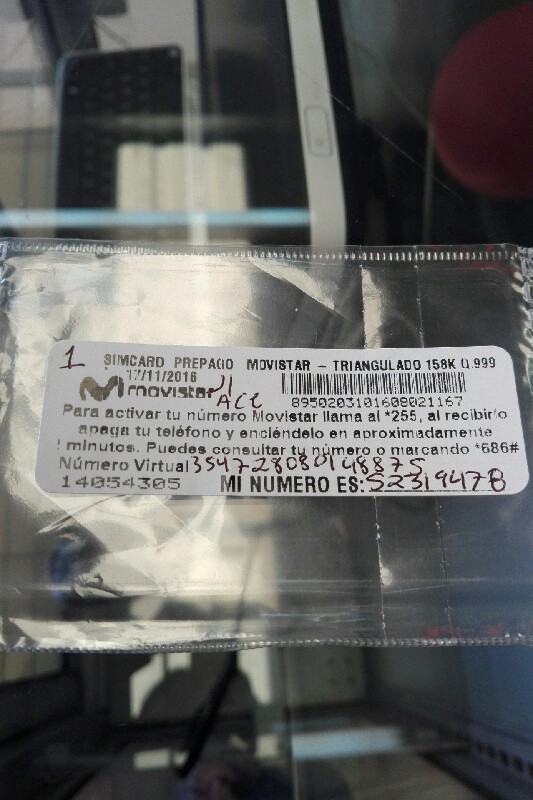 1 SIMCARD PREPAGO MOVISTAR - TRIANGULADO 158K 0.999
17/11/2016
movistar J1 ACE
8950203101608021167
Para activar tu número Movistar llama al *255, al recibirlo
apaga tu teléfono y enciéndelo en aproximadamente
! minutos. Puedes consultar tu número o marcando *686#
Número Virtual 354728080148875
14054305 MI NUMERO ES: 52319478